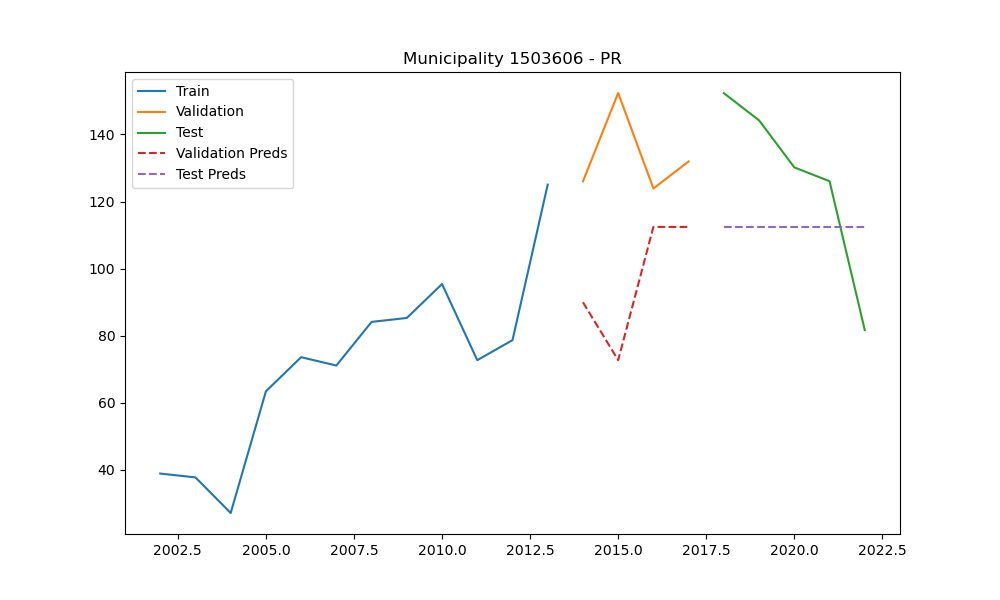 Municipality 1503606 - PR
Train
Validation
Test
Validation Preds
Test Preds
140
120
100
80
60
40
2002.5 2005.0 2007.5 2010.0 2012.5 2015.0 2017.5 2020.0 2022.5